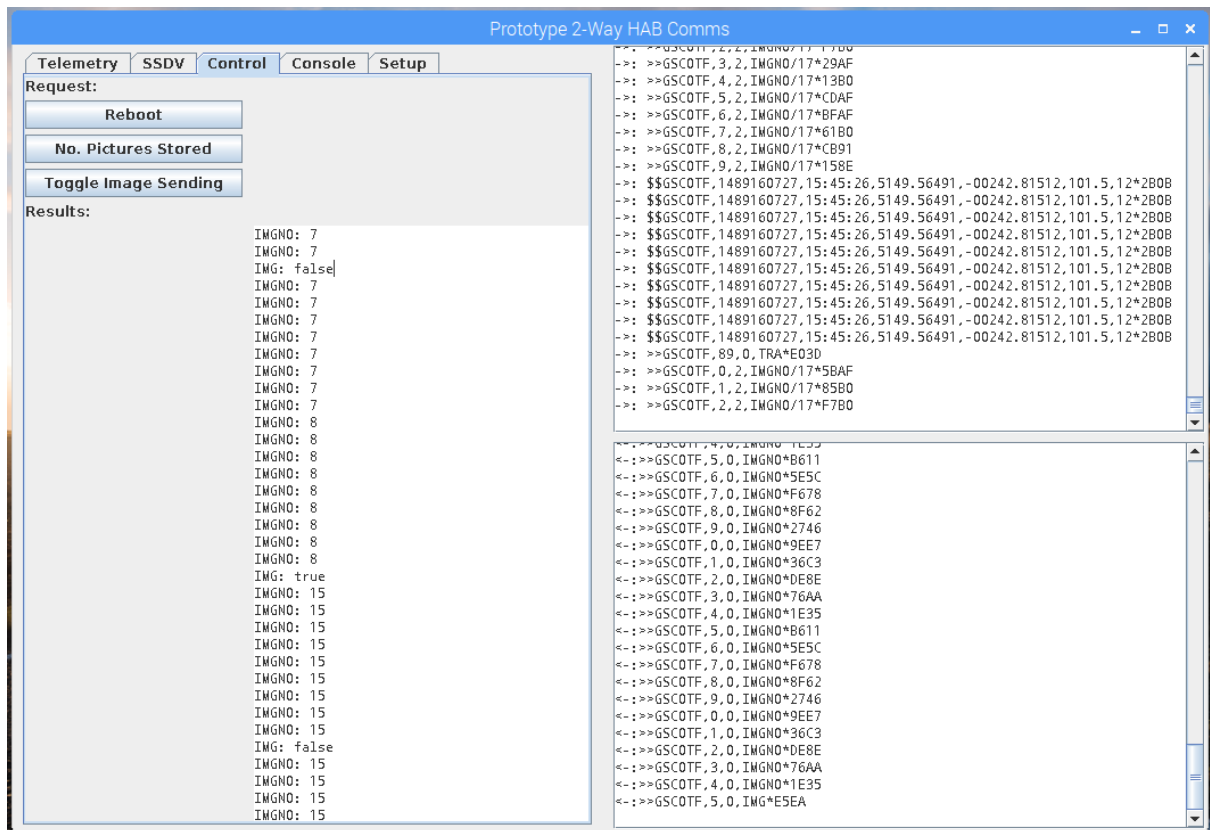 Prototype 2-Way HAB Comms
Telemetry SSDV Control Console Setup
Request:
Reboot
No. Pictures Stored
Toggle Image Sending
Results:
IMGNO: 7
IMGNO: 7
IMG: false
IMGNO: 7
IMGNO: 7
IMGNO: 7
IMGNO: 7
IMGNO: 7
IMGNO: 7
IMGNO: 7
IMGNO: 7
IMGNO: 8
IMGNO: 8
IMGNO: 8
IMGNO: 8
IMGNO: 8
IMGNO: 8
IMGNO: 8
IMGNO: 8
IMGNO: 8
IMG: true
IMGNO: 15
IMGNO: 15
IMGNO: 15
IMGNO: 15
IMGNO: 15
IMGNO: 15
IMGNO: 15
IMGNO: 15
IMGNO: 15
IMG: false
IMGNO: 15
IMGNO: 15
IMGNO: 15
IMGNO: 15
->: >>GSCOTF,2,2,IMGNO/17*F7B0
->: >>GSCOTF,3,2,IMGNO/17*29AF
->: >>GSCOTF,4,2,IMGNO/17*13B0
->: >>GSCOTF,5,2,IMGNO/17*CDAF
->: >>GSCOTF,6,2,IMGNO/17*BFAF
->: >>GSCOTF,7,2,IMGNO/17*61B0
->: >>GSCOTF,8,2,IMGNO/17*CB91
->: >>GSCOTF,9,2,IMGNO/17*158E
->: $$GSCOTF,1489160727,15:45:26,5149.56491,-00242.81512,101.5,12*2B0B
->: $$GSCOTF,1489160727,15:45:26,5149.56491,-00242.81512,101.5,12*2B0B
->: $$GSCOTF,1489160727,15:45:26,5149.56491,-00242.81512,101.5,12*2B0B
->: $$GSCOTF,1489160727,15:45:26,5149.56491,-00242.81512,101.5,12*2B0B
->: $$GSCOTF,1489160727,15:45:26,5149.56491,-00242.81512,101.5,12*2B0B
->: $$GSCOTF,1489160727,15:45:26,5149.56491,-00242.81512,101.5,12*2B0B
->: $$GSCOTF,1489160727,15:45:26,5149.56491,-00242.81512,101.5,12*2B0B
->: $$GSCOTF,1489160727,15:45:26,5149.56491,-00242.81512,101.5,12*2B0B
->: $$GSCOTF,1489160727,15:45:26,5149.56491,-00242.81512,101.5,12*2B0B
->: $$GSCOTF,1489160727,15:45:26,5149.56491,-00242.81512,101.5,12*2B0B
->: >>GSCOTF,89,0,TRA*E03D
->: >>GSCOTF,0,2,IMGNO/17*5BAF
->: >>GSCOTF,1,2,IMGNO/17*85B0
->: >>GSCOTF,2,2,IMGNO/17*F7B0
<-:>>GSCOTF,4,0,IMGNO*1E35
<-:>>GSCOTF,5,0,IMGNO*B611
<-:>>GSCOTF,6,0,IMGNO*5E5C
<-:>>GSCOTF,7,0,IMGNO*F678
<-:>>GSCOTF,8,0,IMGNO*8F62
<-:>>GSCOTF,9,0,IMGNO*2746
<-:>>GSCOTF,0,0,IMGNO*9EE7
<-:>>GSCOTF,1,0,IMGNO*36C3
<-:>>GSCOTF,2,0,IMGNO*DE8E
<-:>>GSCOTF,3,0,IMGNO*76AA
<-:>>GSCOTF,4,0,IMGNO*1E35
<-:>>GSCOTF,5,0,IMGNO*B611
<-:>>GSCOTF,6,0,IMGNO*5E5C
<-:>>GSCOTF,7,0,IMGNO*F678
<-:>>GSCOTF,8,0,IMGNO*8F62
<-:>>GSCOTF,9,0,IMGNO*2746
<-:>>GSCOTF,0,0,IMGNO*9EE7
<-:>>GSCOTF,1,0,IMGNO*36C3
<-:>>GSCOTF,2,0,IMGNO*DE8E
<-:>>GSCOTF,3,0,IMGNO*76AA
<-:>>GSCOTF,4,0,IMGNO*1E35
<-:>>GSCOTF,5,0,IMG*E5EA